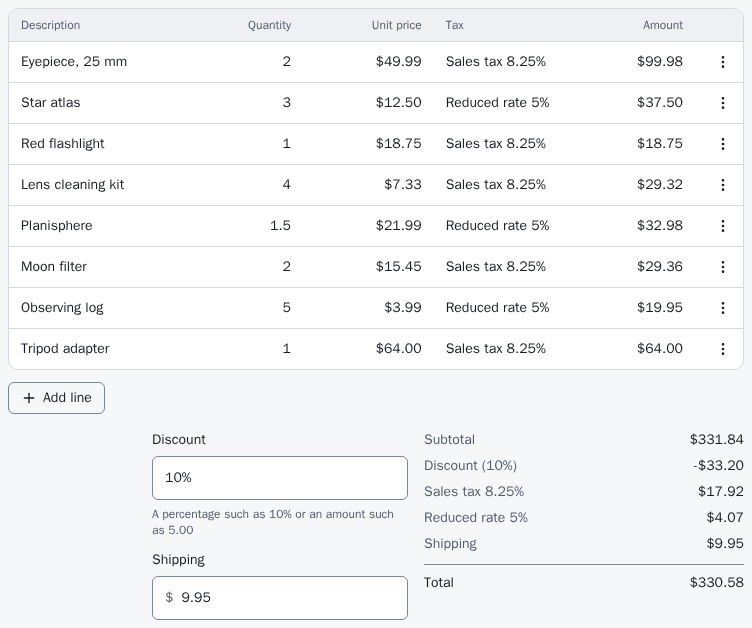 Description Quantity Unit price Tax Amount
Eyepiece, 25 mm 2 $49.99 Sales tax 8.25% $99.98
Star atlas 3 $12.50 Reduced rate 5% $37.50
Red flashlight 1 $18.75 Sales tax 8.25% $18.75
Lens cleaning kit 4 $7.33 Sales tax 8.25% $29.32
Planisphere 1.5 $21.99 Reduced rate 5% $32.98
Moon filter 2 $15.45 Sales tax 8.25% $29.36
Observing log 5 $3.99 Reduced rate 5% $19.95
Tripod adapter 1 $64.00 Sales tax 8.25% $64.00
Add line
Discount
10%
A percentage such as 10% or an amount such
as 5.00
Shipping
$ 9.95
Subtotal $331.84
Discount (10%) -$33.20
Sales tax 8.25% $17.92
Reduced rate 5% $4.07
Shipping $9.95
Total $330.58